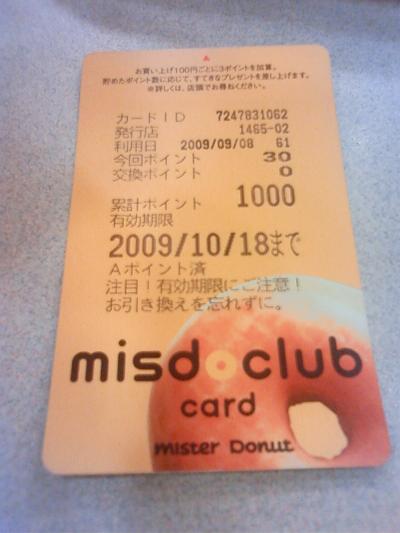 お買い上げ100円ごとに3ポイントを加算。
貯めたポイント数に応じて、すてきなプレゼントを差し上げます。
※詳しくは、店頭でお尋ねください。
カードID 7247831062
発行店 1465-02
利用日 2009/09/08 61
今回ポイント 30
交換ポイント 0
累計ポイント 1000
有効期限
2009/10/18まで
Aポイント済
注目!有効期限にご注意!
お引き換えを忘れずに。
misdoclub
card
mister Donut